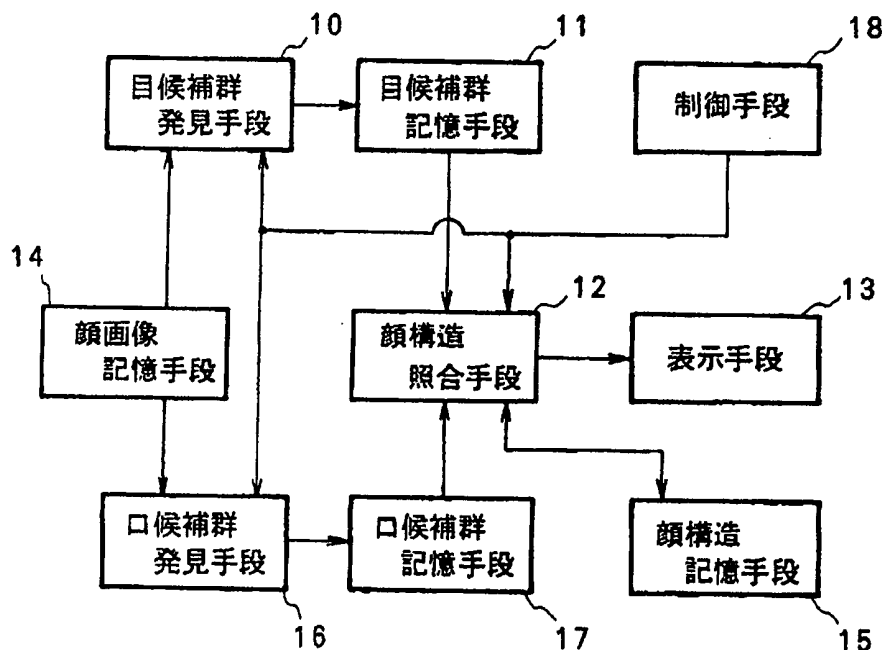 10
目候補群
発見手段
11
目候補群
記憶手段
18
制御手段
14
顔画像
記憶手段
12
顔構造
照合手段
13
表示手段
口候補群
発見手段
16
口候補群
記憶手段
17
顔構造
記憶手段
15